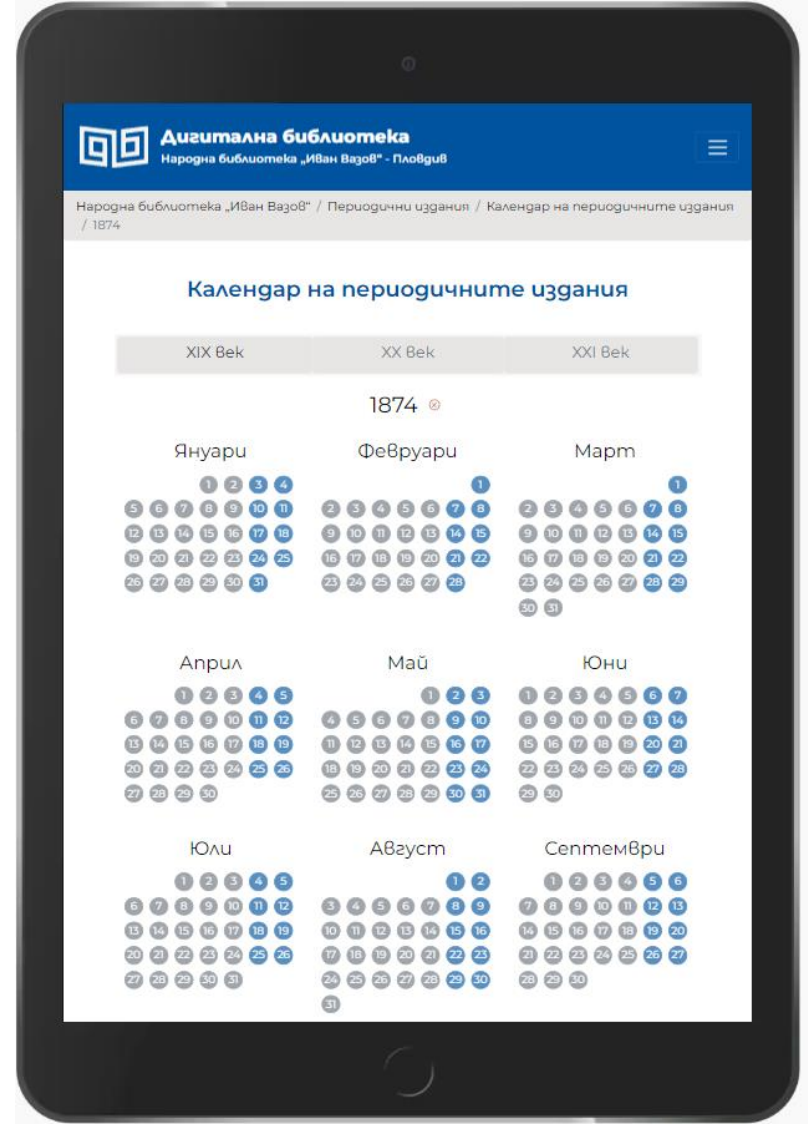 Дигитална библиотека
Народна библиотека „Иван Вазов“ - Пловдив
Народна библиотека „Иван Вазов“ / Периодични издания / Календар на периодичните издания
/ 1874
Календар на периодичните издания
XIX век XX век XXI век
1874
Януари Февруари Март
1 2 3 4 1 1
5 6 7 8 9 10 11 2 3 4 5 6 7 8 2 3 4 5 6 7 8
12 13 14 15 16 17 18 9 10 11 12 13 14 15 9 10 11 12 13 14 15
19 20 21 22 23 24 25 16 17 18 19 20 21 22 16 17 18 19 20 21 22
26 27 28 29 30 31 23 24 25 26 27 28 23 24 25 26 27 28 29
30 31
Април Май Юни
1 2 3 4 5 1 2 3 1 2 3 4 5 6 7
6 7 8 9 10 11 12 4 5 6 7 8 9 10 8 9 10 11 12 13 14
13 14 15 16 17 18 19 11 12 13 14 15 16 17 15 16 17 18 19 20 21
20 21 22 23 24 25 26 18 19 20 21 22 23 24 22 23 24 25 26 27 28
27 28 29 30 25 26 27 28 29 30 31 29 30
Юли Август Септември
1 2 3 4 5 1 2 1 2 3 4 5 6
6 7 8 9 10 11 12 3 4 5 6 7 8 9 7 8 9 10 11 12 13
13 14 15 16 17 18 19 10 11 12 13 14 15 16 14 15 16 17 18 19 20
20 21 22 23 24 25 26 17 18 19 20 21 22 23 21 22 23 24 25 26 27
27 28 29 30 31 24 25 26 27 28 29 30 28 29 30
31